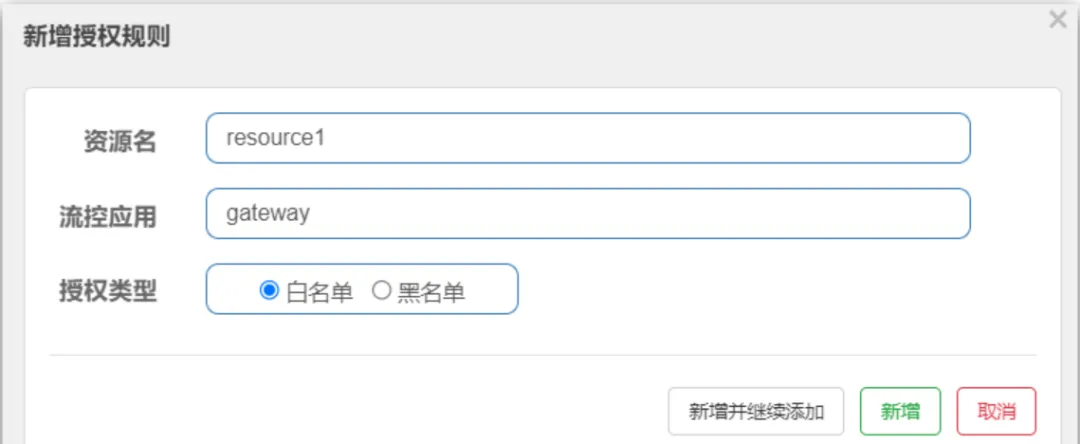 新增授权规则
资源名 resource1
流控应用 gateway
授权类型 白名单 黑名单
新增并继续添加 新增 取消